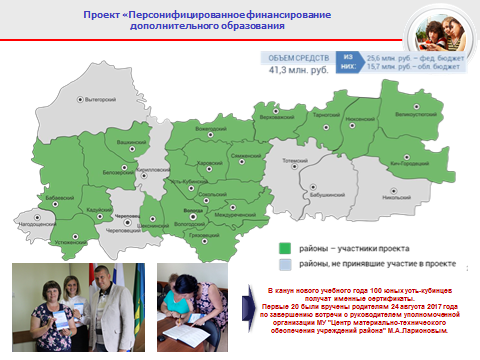 Проект «Персонифицированное финансирование
дополнительного образования
ОБЪЕМ СРЕДСТВ
41,3 млн. руб.
из
них:
25,6 млн. руб. – фед. бюджет
15,7 млн. руб. – обл. бюджет
Вытегорский
Вашкинский
Белозерский
Кирилловский
Бабаевский
Кадуйский
Череповец
Череповецкий
Чагодощенский
Устюженский
Шекснинский
Вожегодский
Харовский
Сямженский
Усть-Кубинский
Сокольский
Вологда
Вологодский
Междуреченский
Грязовецкий
Верховажский
Тарногский
Нюксенский
Великоустюгский
Тотемский
Бабушкинский
Кич-Городецкий
Никольский
районы – участники проекта
районы, не принявшие участие в проекте
В канун нового учебного года 100 юных усть-кубинцев
получат именные сертификаты.
Первые 20 были вручены родителям 24 августа 2017 года
по завершению встречи с руководителем уполномоченной
организации МУ "Центр материально-технического
обеспечения учреждений района" М.А.Ларионовым.